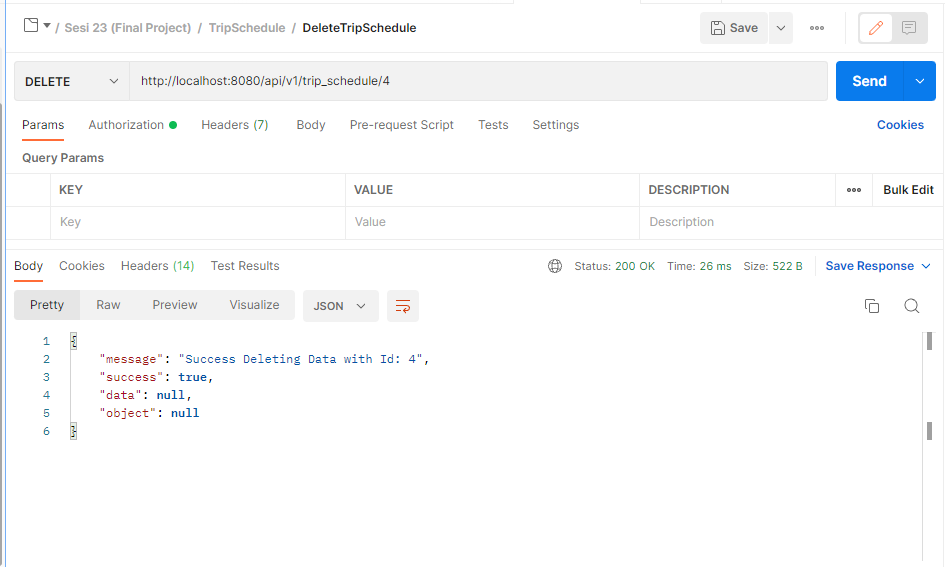 / Sesi 23 (Final Project) / TripSchedule / DeleteTripSchedule
Save
DELETE
http://localhost:8080/api/v1/trip_schedule/4
Send
Params Authorization Headers (7) Body Pre-request Script Tests Settings Cookies
Query Params
KEY VALUE DESCRIPTION Bulk Edit
Key Value Description
Body Cookies Headers (14) Test Results Status: 200 OK Time: 26 ms Size: 522 B Save Response
Pretty Raw Preview Visualize JSON
1 {
2 "message": "Success Deleting Data with Id: 4",
3 "success": true,
4 "data": null,
5 "object": null
6 }